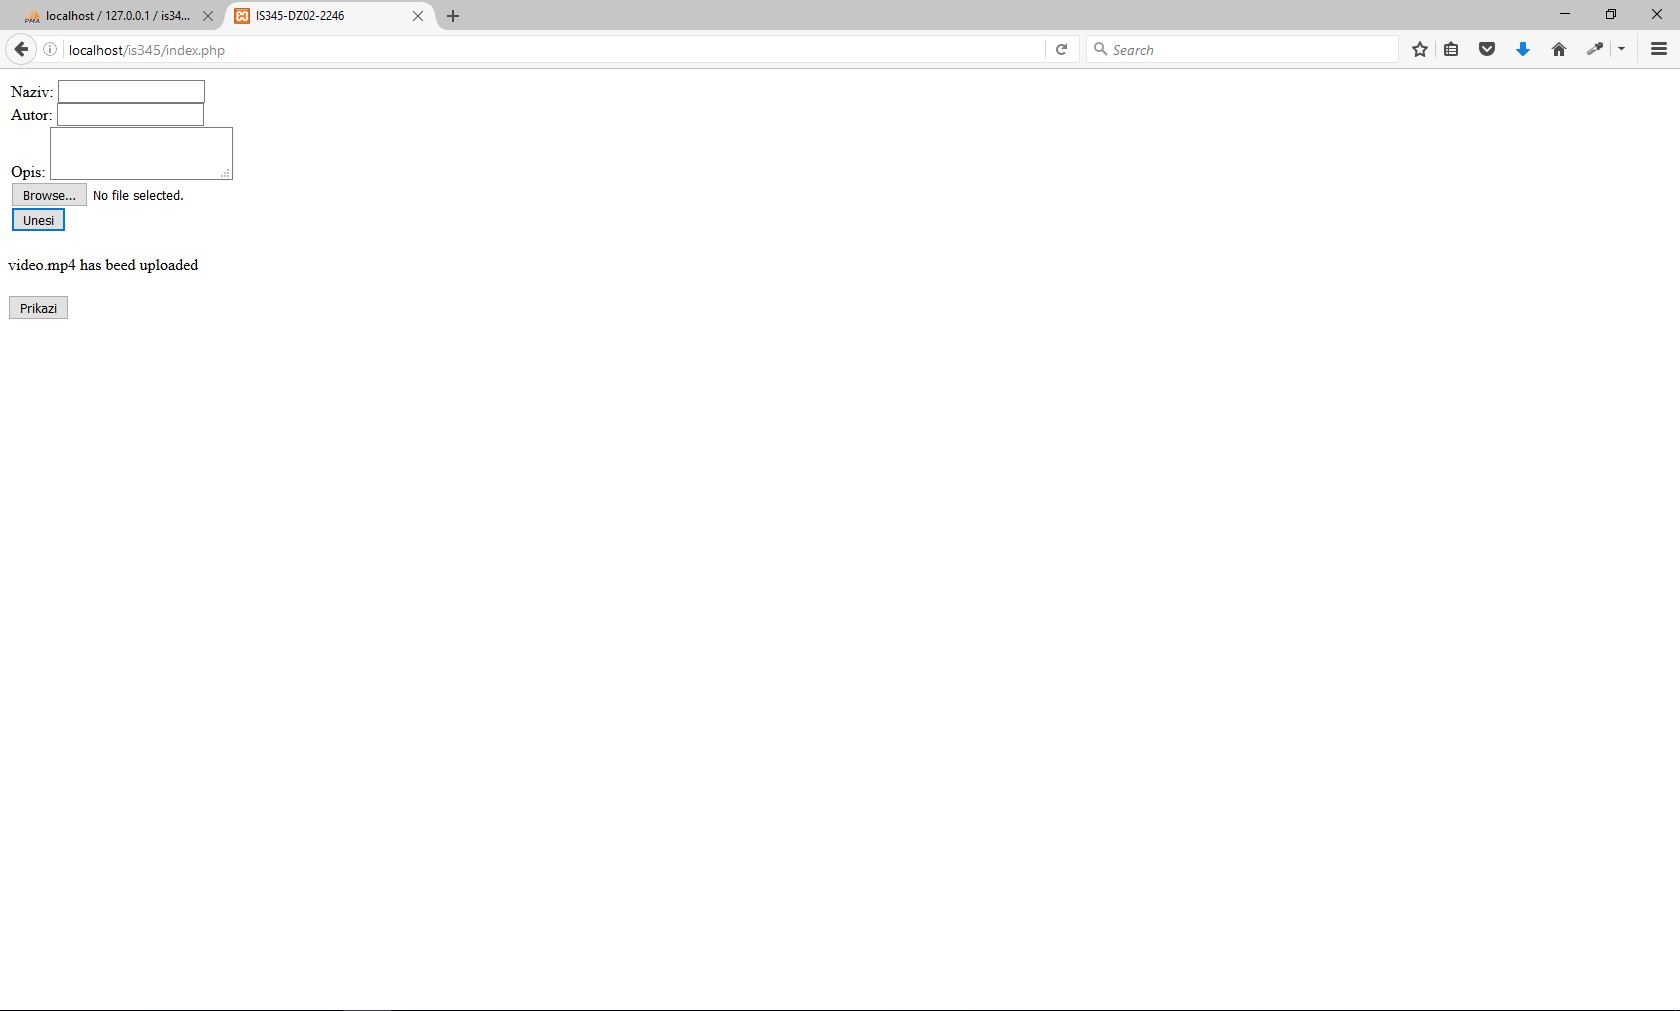 localhost / 127.0.0.1 / is34...
IS345-DZ02-2246
localhost/is345/index.php
Search
Naziv:
Autor:
Opis:
Browse... No file selected.
Unesi
video.mp4 has beed uploaded
Prikazi